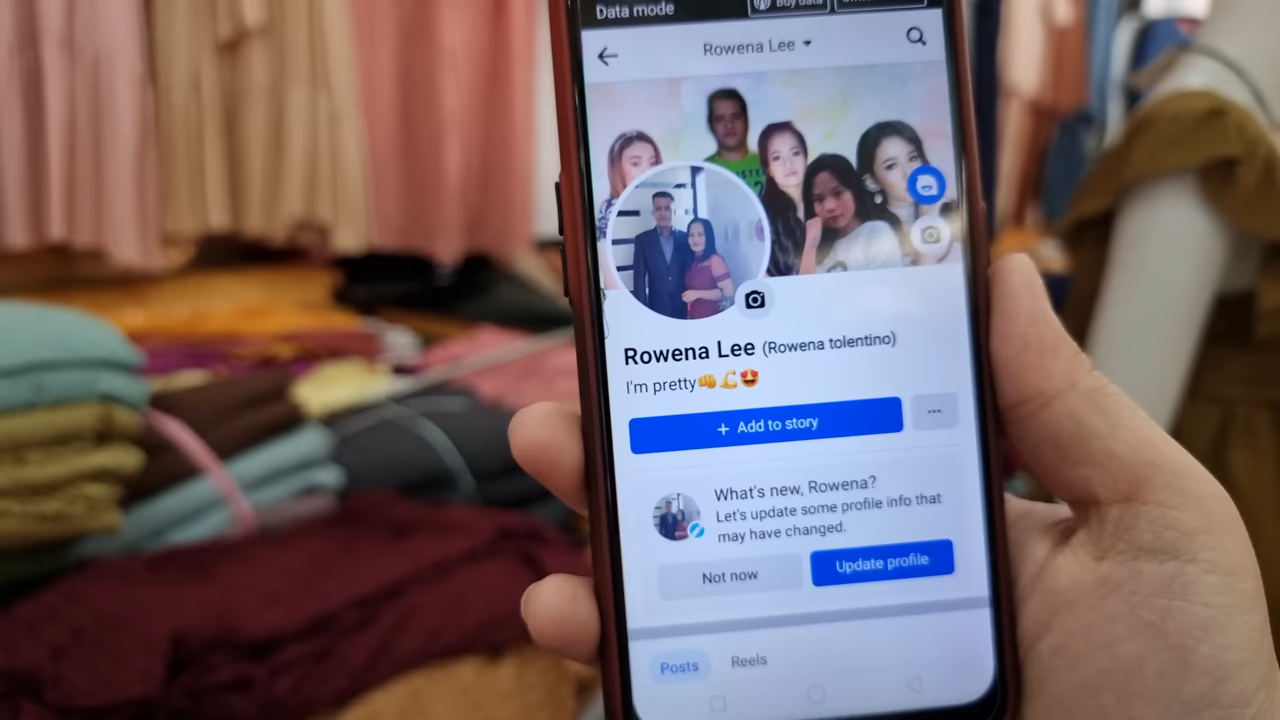 Data mode
Buy data
Rowena Lee
Rowena Lee (Rowena tolentino)
I'm pretty👊💪😍
+ Add to story
What's new, Rowena?
Let's update some profile info that
may have changed.
Not now
Update profile
Posts
Reels